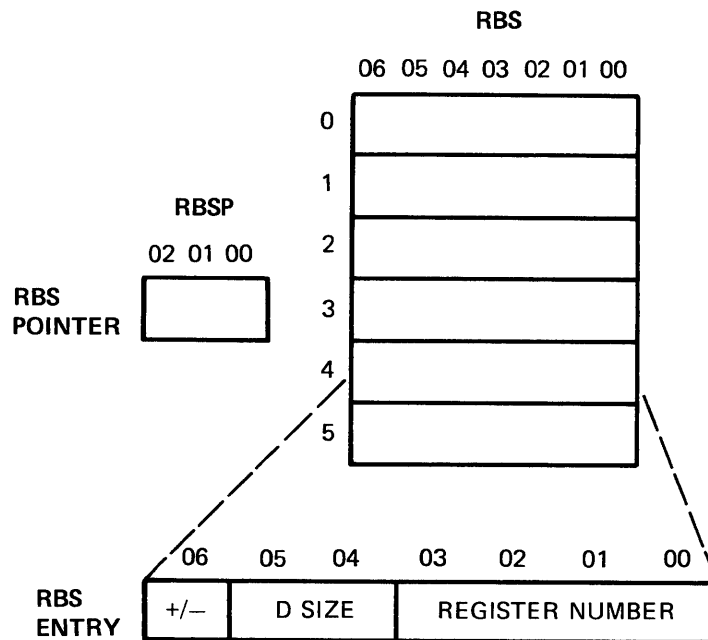 RBS
06 05 04 03 02 01 00
0
1
2
3
4
5
RBSP
02 01 00
RBS
POINTER
06 05 04 03 02 01 00
RBS
ENTRY
+/–
D SIZE
REGISTER NUMBER